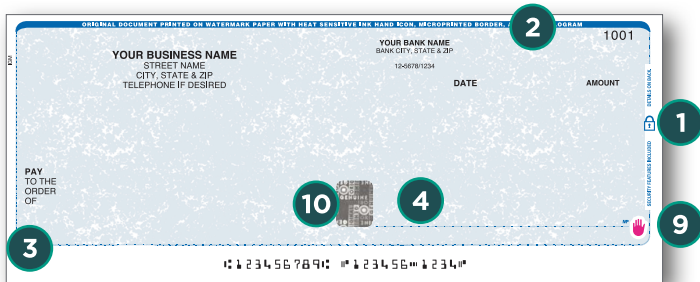 ORIGINAL DOCUMENT PRINTED ON WATERMARK PAPER WITH HEAT SENSITIVE INK HAND ICON, MICROPRINTED BORDER,
2
1001
YOUR BUSINESS NAME
STREET NAME
CITY, STATE & ZIP
TELEPHONE IF DESIRED
YOUR BANK NAME
BANK CITY, STATE & ZIP
12-5678/1234
DATE
AMOUNT
DETAILS ON BACK.
1
SECURITY FEATURES INCLUDED
PAY
TO THE
ORDER
OF
GENUINE
10
4
MP
9
3
⑆123456789⑆ ⑈123456⑉1234⑈